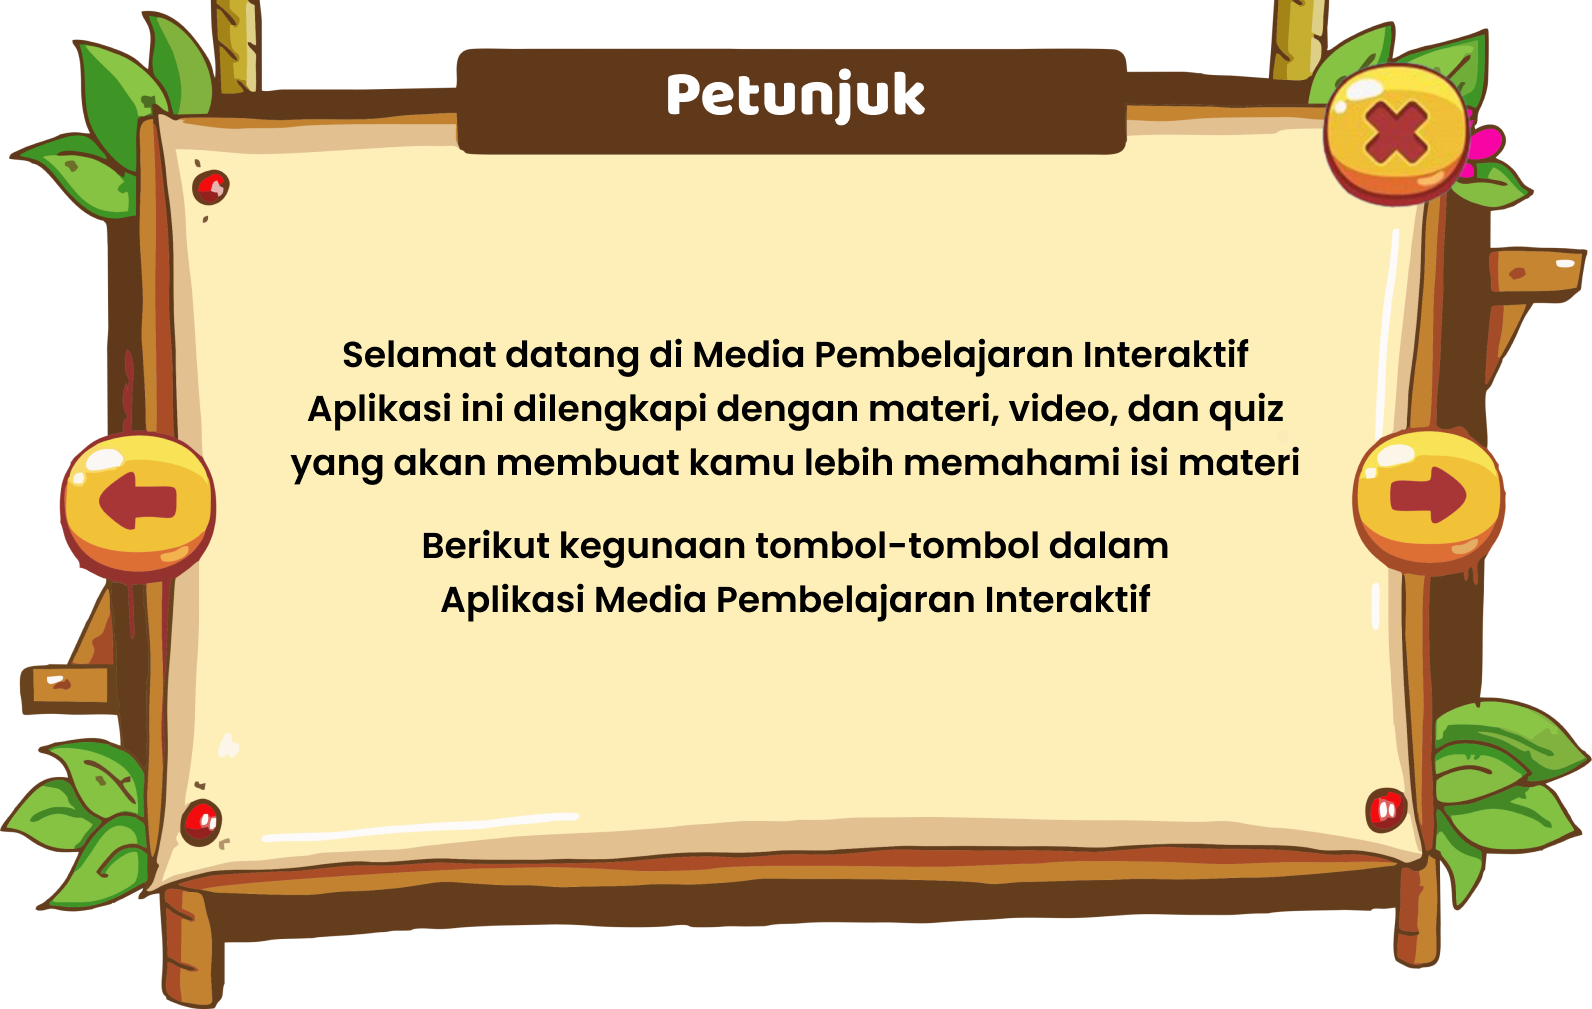 Petunjuk
Selamat datang di Media Pembelajaran Interaktif
Aplikasi ini dilengkapi dengan materi, video, dan quiz
yang akan membuat kamu lebih memahami isi materi
Berikut kegunaan tombol-tombol dalam
Aplikasi Media Pembelajaran Interaktif